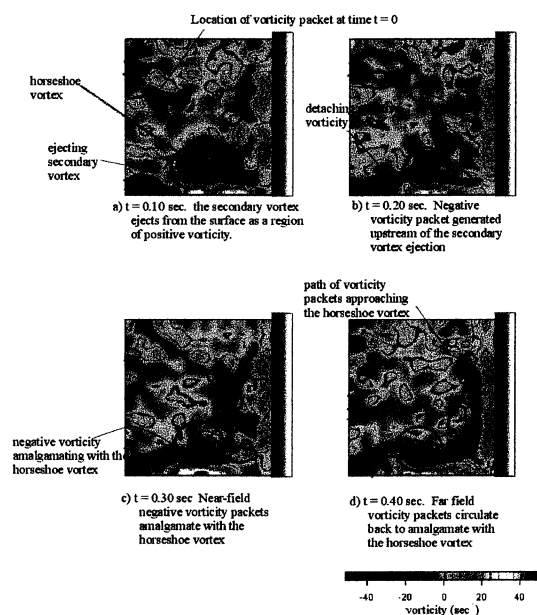 Location of vorticity packet at time t = 0
horseshoe
vortex
ejecting
secondary
vortex
detaching
vorticity
a) t = 0.10 sec. the secondary vortex
ejects from the surface as a region
of positive vorticity.
b) t = 0.20 sec. Negative
vorticity packet generated
upstream of the secondary
vortex ejection
path of vorticity
packets approaching
the horseshoe vortex
negative vorticity
amalgamating with the
horseshoe vortex
c) t = 0.30 sec Near-field
negative vorticity packets
amalgamate with the
horseshoe vortex
d) t = 0.40 sec. Far field
vorticity packets circulate
back to amalgamate with
the horseshoe vortex
-40 -20 0 20 40
vorticity (sec )